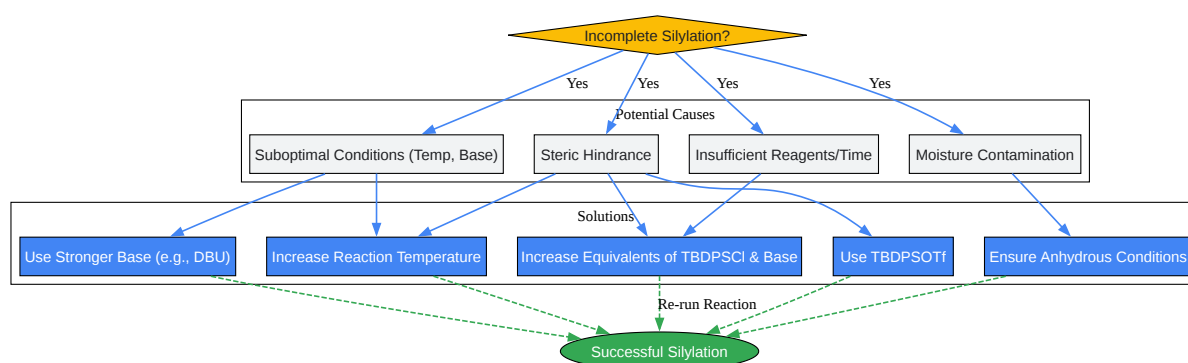 Incomplete Silylation?
Yes
Yes
Yes
Yes
Potential Causes
Suboptimal Conditions (Temp, Base)
Steric Hindrance
Insufficient Reagents/Time
Moisture Contamination
Solutions
Use Stronger Base (e.g., DBU)
Increase Reaction Temperature
Increase Equivalents of TBDPSCl & Base
Use TBDPSOTf
Ensure Anhydrous Conditions
Re-run Reaction
Successful Silylation